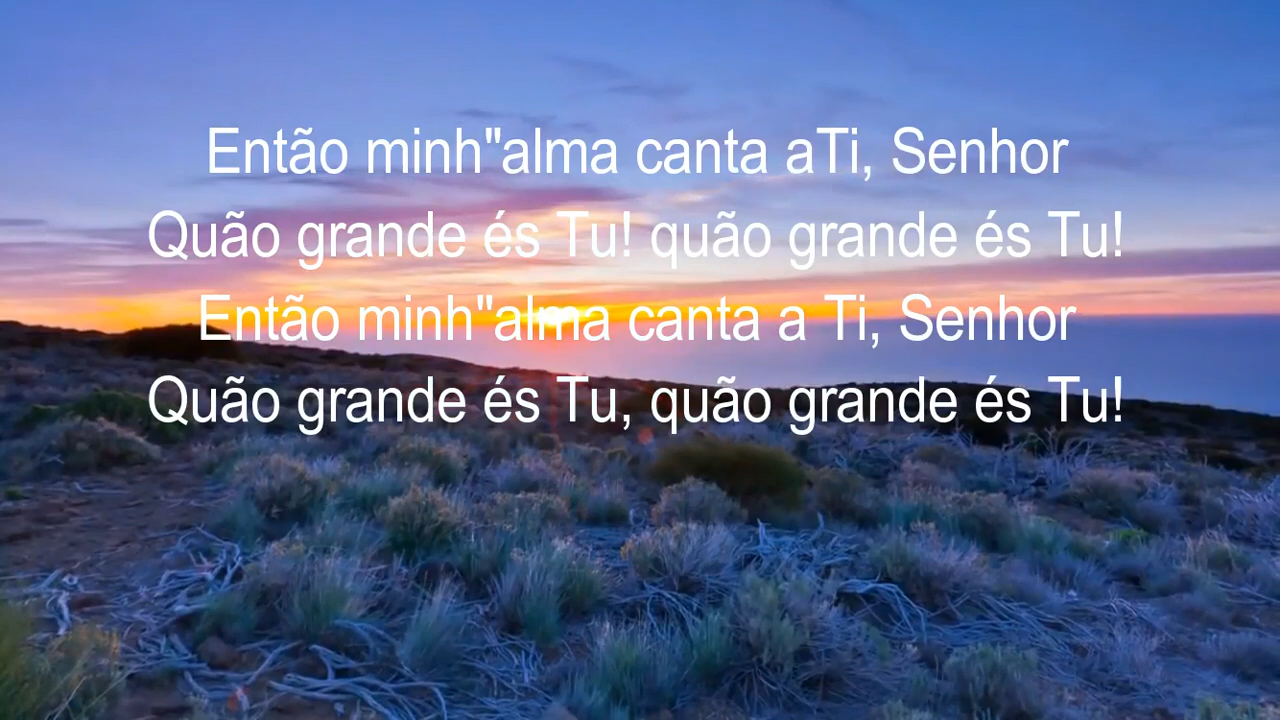 Então minh"alma canta aTi, Senhor
Quão grande és Tu! quão grande és Tu!
Então minh"alma canta a Ti, Senhor
Quão grande és Tu, quão grande és Tu!